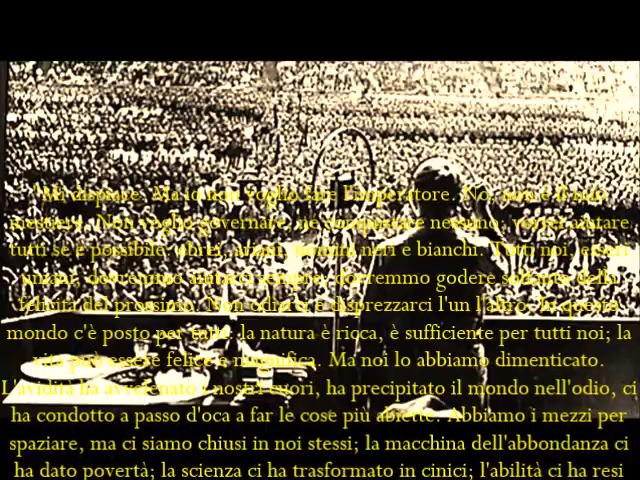 "Mi dispiace. Ma io non voglio fare l'imperatore. No, non è il mio
mestiere. Non voglio governare, né conquistare nessuno; vorrei aiutare
tutti se è possibile: ebrei, ariani, uomini neri e bianchi. Tutti noi, esseri
umani, dovremmo aiutarci sempre; dovremmo godere soltanto della
felicità del prossimo. Non odiarci e disprezzarci l'un l'altro. In questo
mondo c'è posto per tutti: la natura è ricca, è sufficiente per tutti noi; la
vita può essere felice e magnifica. Ma noi lo abbiamo dimenticato.
L'avidità ha avvelenato i nostri cuori, ha precipitato il mondo nell'odio, ci
ha condotto a passo d'oca a far le cose più abiette. Abbiamo i mezzi per
spaziare, ma ci siamo chiusi in noi stessi; la macchina dell'abbondanza ci
ha dato povertà; la scienza ci ha trasformato in cinici; l'abilità ci ha resi